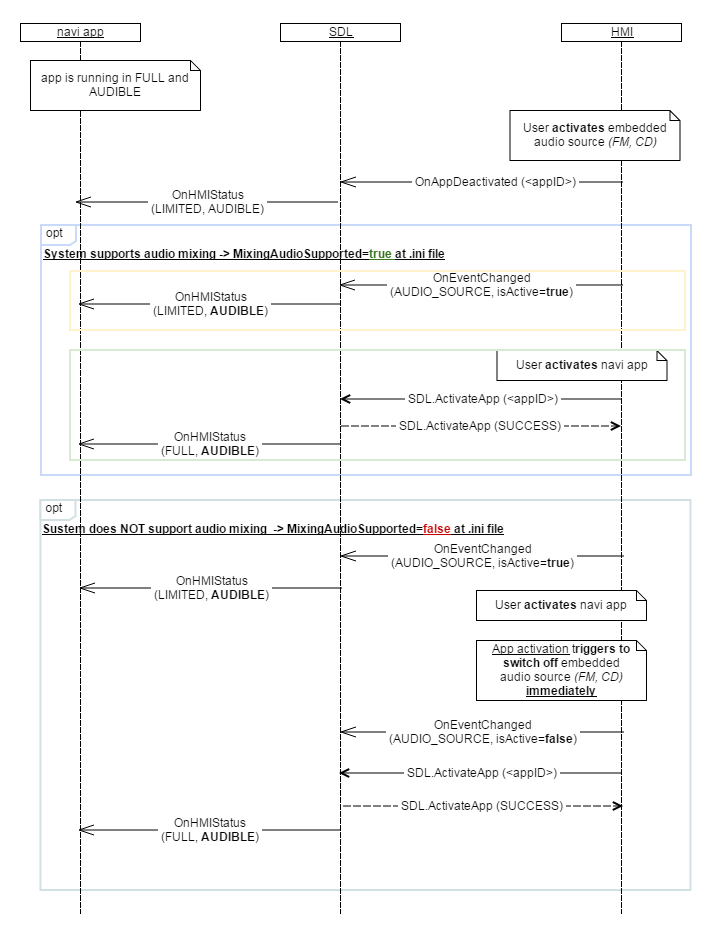 navi app
SDL
HMI
app is running in FULL and
AUDIBLE
User activates embedded
audio source (FM, CD)
OnAppDeactivated (<appID>)
OnHMIStatus
(LIMITED, AUDIBLE)
opt
System supports audio mixing -> MixingAudioSupported=true at .ini file
OnEventChanged
(AUDIO_SOURCE, isActive=true)
OnHMIStatus
(LIMITED, AUDIBLE)
User activates navi app
SDL.ActivateApp (<appID>)
SDL.ActivateApp (SUCCESS)
OnHMIStatus
(FULL, AUDIBLE)
opt
Sustem does NOT support audio mixing -> MixingAudioSupported=false at .ini file
OnEventChanged
(AUDIO_SOURCE, isActive=true)
OnHMIStatus
(LIMITED, AUDIBLE)
User activates navi app
App activation triggers to
switch off embedded
audio source (FM, CD)
immediately
OnEventChanged
(AUDIO_SOURCE, isActive=false)
SDL.ActivateApp (<appID>)
SDL.ActivateApp (SUCCESS)
OnHMIStatus
(FULL, AUDIBLE)